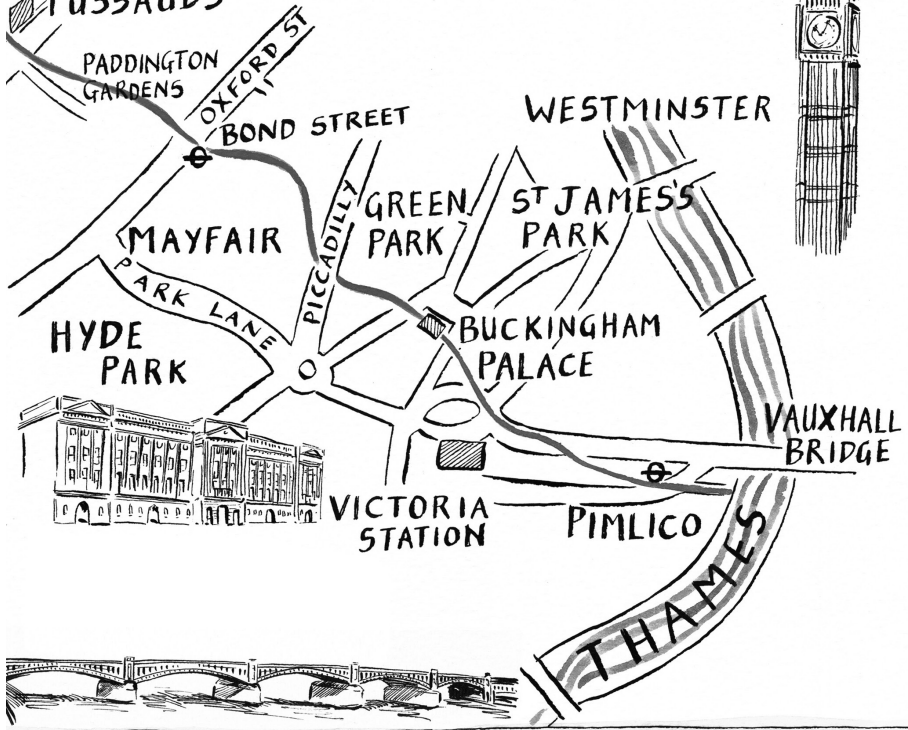 TUSSAUDS
PADDINGTON
GARDENS
OXFORD ST
BOND STREET
WESTMINSTER
MAYFAIR
PICCADILLY
GREEN
PARK
ST JAMES'S
PARK
PARK LANE
HYDE
PARK
BUCKINGHAM
PALACE
VAUXHALL
BRIDGE
VICTORIA
STATION
PIMLICO
THAMES